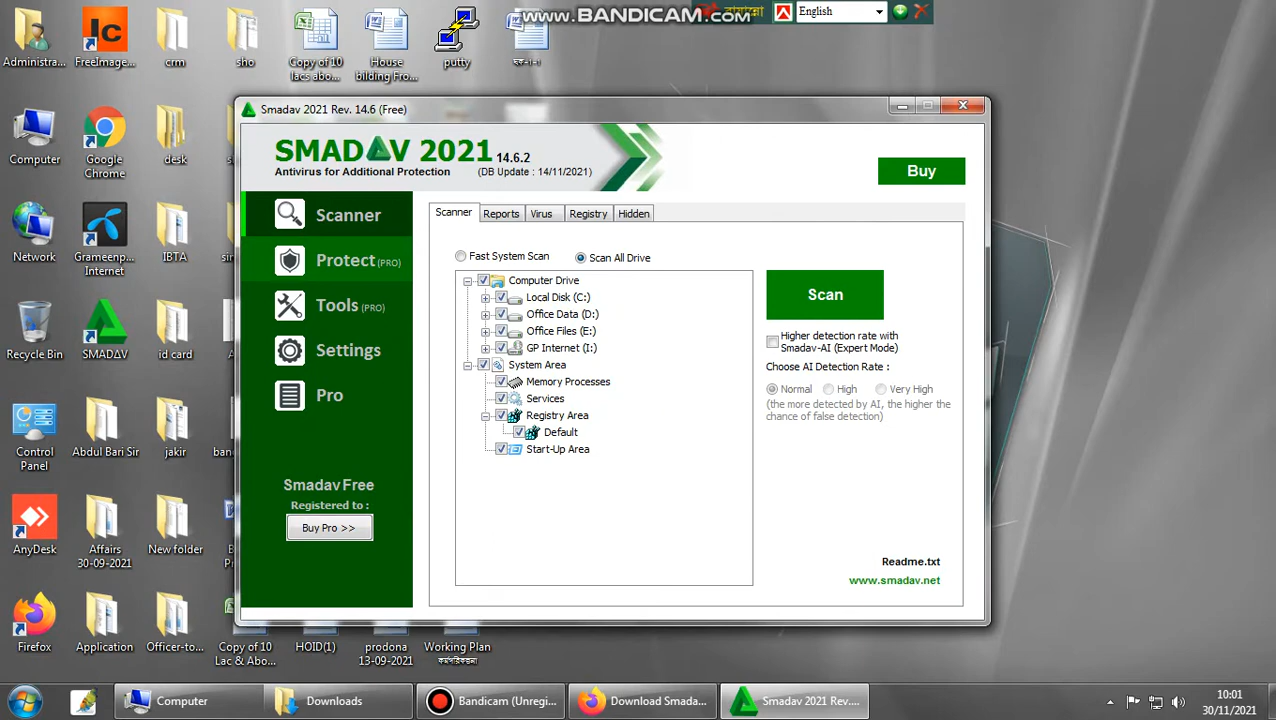 www.BANDICAM.com
English
Administra...
FreeImage...
crm
sho
Copy of 10
lacs abo...
House
bilding Fro...
putty
Computer
Google
Chrome
desk
Network
Grameenp...
Internet
IBTA
Recycle Bin
SMADΔV
id card
Control
Panel
Abdul Bari Sir
jakir
AnyDesk
Affairs
30-09-2021
New folder
Firefox
Application
Officer-to...
Copy of 10
Lac & Abo...
HOID(1)
prodona
13-09-2021
Working Plan
কর্মপরিকল্পনা
Smadav 2021 Rev. 14.6 (Free)
SMADΔV 2021 14.6.2
Antivirus for Additional Protection (DB Update : 14/11/2021)
Buy
Scanner
Protect (PRO)
Tools (PRO)
Settings
Pro
Smadav Free
Registered to :
Buy Pro >>
Scanner Reports Virus Registry Hidden
Fast System Scan Scan All Drive
Computer Drive
Local Disk (C:)
Office Data (D:)
Office Files (E:)
GP Internet (I:)
System Area
Memory Processes
Services
Registry Area
Default
Start-Up Area
Scan
Higher detection rate with
Smadav-AI (Expert Mode)
Choose AI Detection Rate :
Normal High Very High
(the more detected by AI, the higher the
chance of false detection)
Readme.txt
www.smadav.net
Computer
Downloads
Bandicam (Unregi...
Download Smada...
Smadav 2021 Rev....
10:01
30/11/2021